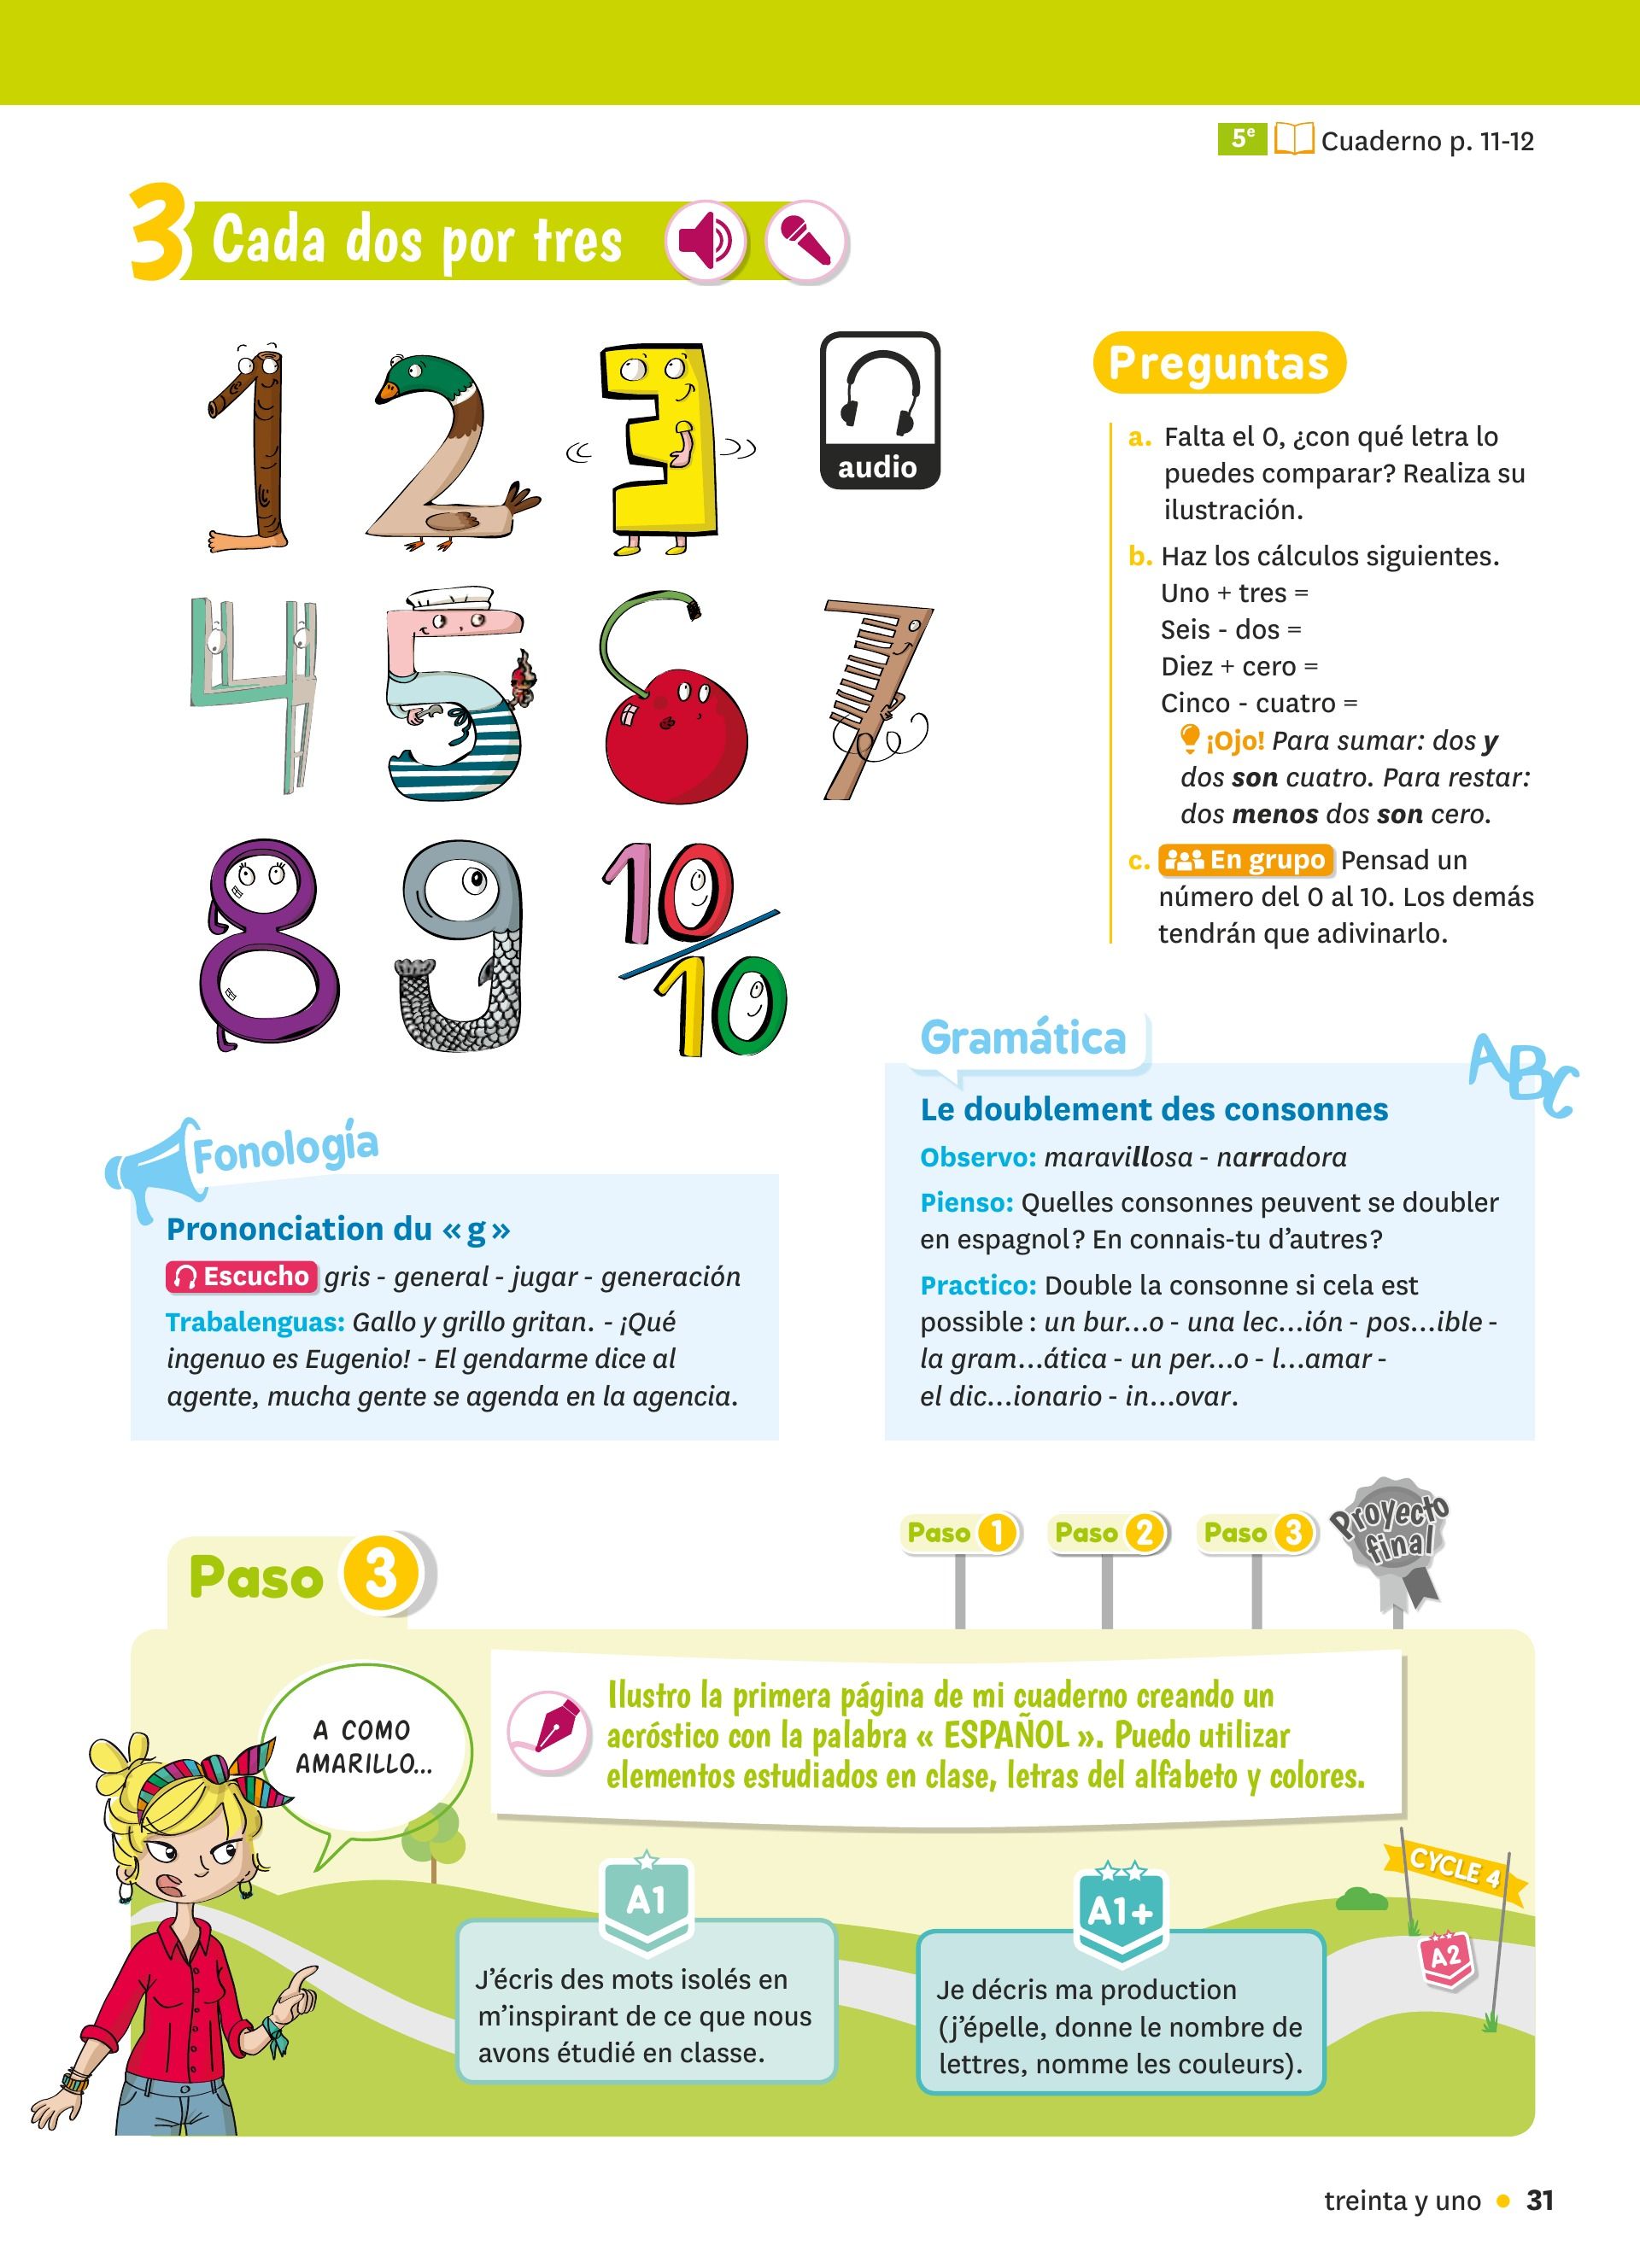 5e Cuaderno p. 11-12
3 Cada dos por tres
1 2 3
audio
4 5 6 7
8 9 10/10
Preguntas
a. Falta el 0, ¿con qué letra lo
puedes comparar? Realiza su
ilustración.
b. Haz los cálculos siguientes.
Uno + tres =
Seis - dos =
Diez + cero =
Cinco - cuatro =
¡Ojo! Para sumar: dos y
dos son cuatro. Para restar:
dos menos dos son cero.
c. En grupo Pensad un
número del 0 al 10. Los demás
tendrán que adivinarlo.
Fonología
Prononciation du « g »
Escucho gris - general - jugar - generación
Trabalenguas: Gallo y grillo gritan. - ¡Qué
ingenuo es Eugenio! - El gendarme dice al
agente, mucha gente se agenda en la agencia.
Gramática
ABC
Le doublement des consonnes
Observo: maravillosa - narradora
Pienso: Quelles consonnes peuvent se doubler
en espagnol? En connais-tu d'autres?
Practico: Double la consonne si cela est
possible : un bur...o - una lec...ión - pos...ible -
la gram...ática - un per...o - l...amar -
el dic...ionario - in...ovar.
Paso 1 Paso 2 Paso 3 Proyecto
final
Paso 3
A COMO
AMARILLO...
Ilustro la primera página de mi cuaderno creando un
acróstico con la palabra « ESPAÑOL ». Puedo utilizar
elementos estudiados en clase, letras del alfabeto y colores.
A1
J'écris des mots isolés en
m'inspirant de ce que nous
avons étudié en classe.
A1+
Je décris ma production
(j'épelle, donne le nombre de
lettres, nomme les couleurs).
CYCLE 4
A2
treinta y uno • 31